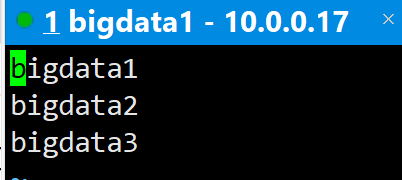 1 bigdata1 - 10.0.0.17 ×
bigdata1
bigdata2
bigdata3